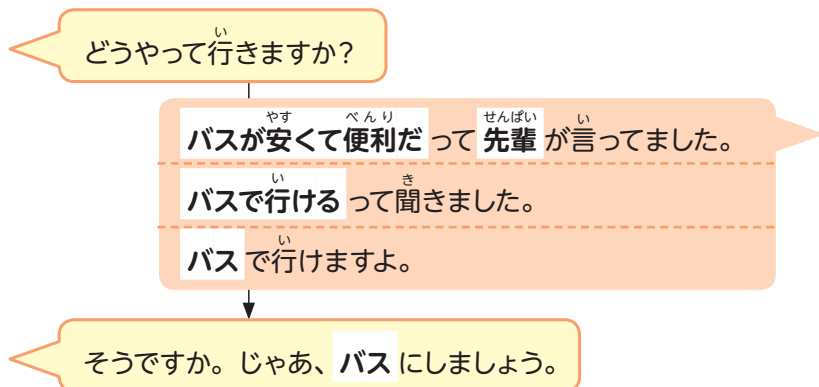 どうやって行きますか？
バスが安くて便利だ って 先輩 が言ってました。
バスで行ける って聞きました。
バス で行けますよ。
そうですか。じゃあ、 バス にしましょう。